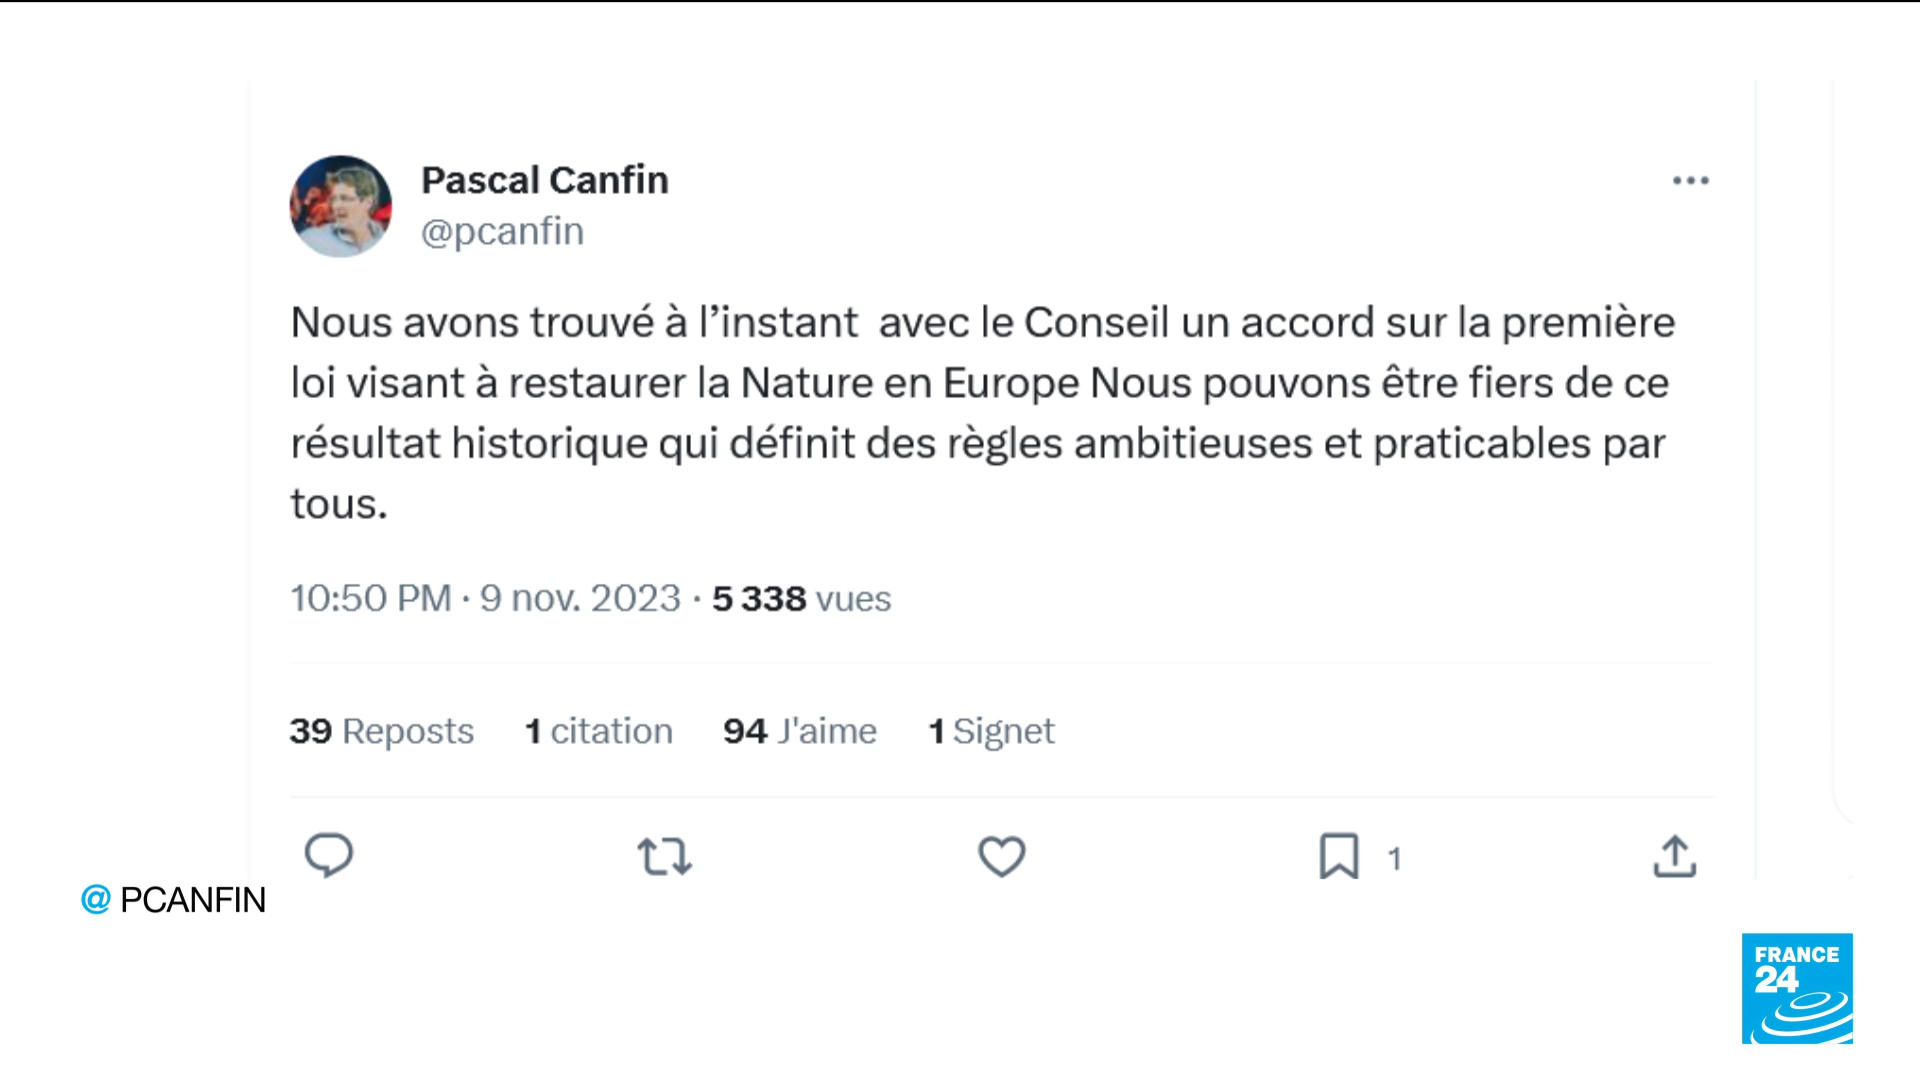 Pascal Canfin
@pcanfin
Nous avons trouvé à l’instant  avec le Conseil un accord sur la première
loi visant à restaurer la Nature en Europe Nous pouvons être fiers de ce
résultat historique qui définit des règles ambitieuses et praticables par
tous.
10:50 PM · 9 nov. 2023 · 5 338 vues
39 Reposts 1 citation 94 J'aime 1 Signet
1
@ PCANFIN
FRANCE
24